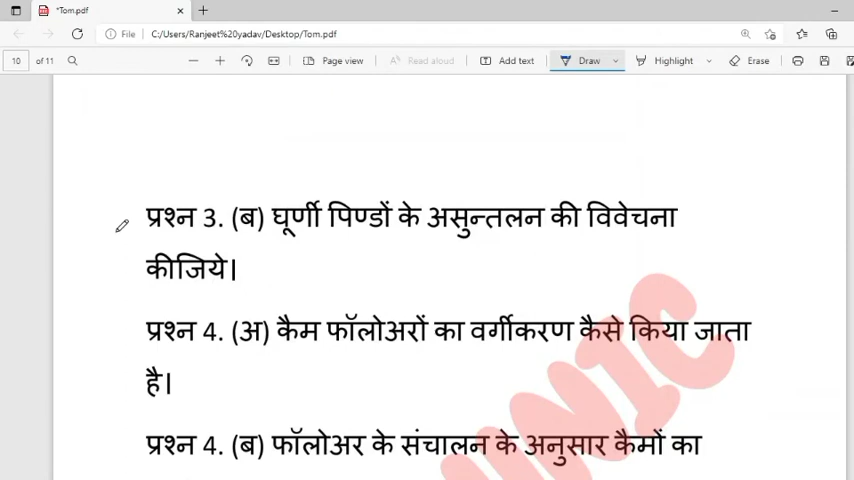 *Tom.pdf
File
C:/Users/Ranjeet%20yadav/Desktop/Tom.pdf
10 of 11
Page view
Read aloud
Add text
Draw
Highlight
Erase
प्रश्न 3. (ब) घूर्णी पिण्डों के असुन्तलन की विवेचना
कीजिये।
प्रश्न 4. (अ) कैम फॉलोअरों का वर्गीकरण कैसे किया जाता
है।
प्रश्न 4. (ब) फॉलोअर के संचालन के अनुसार कैमों का